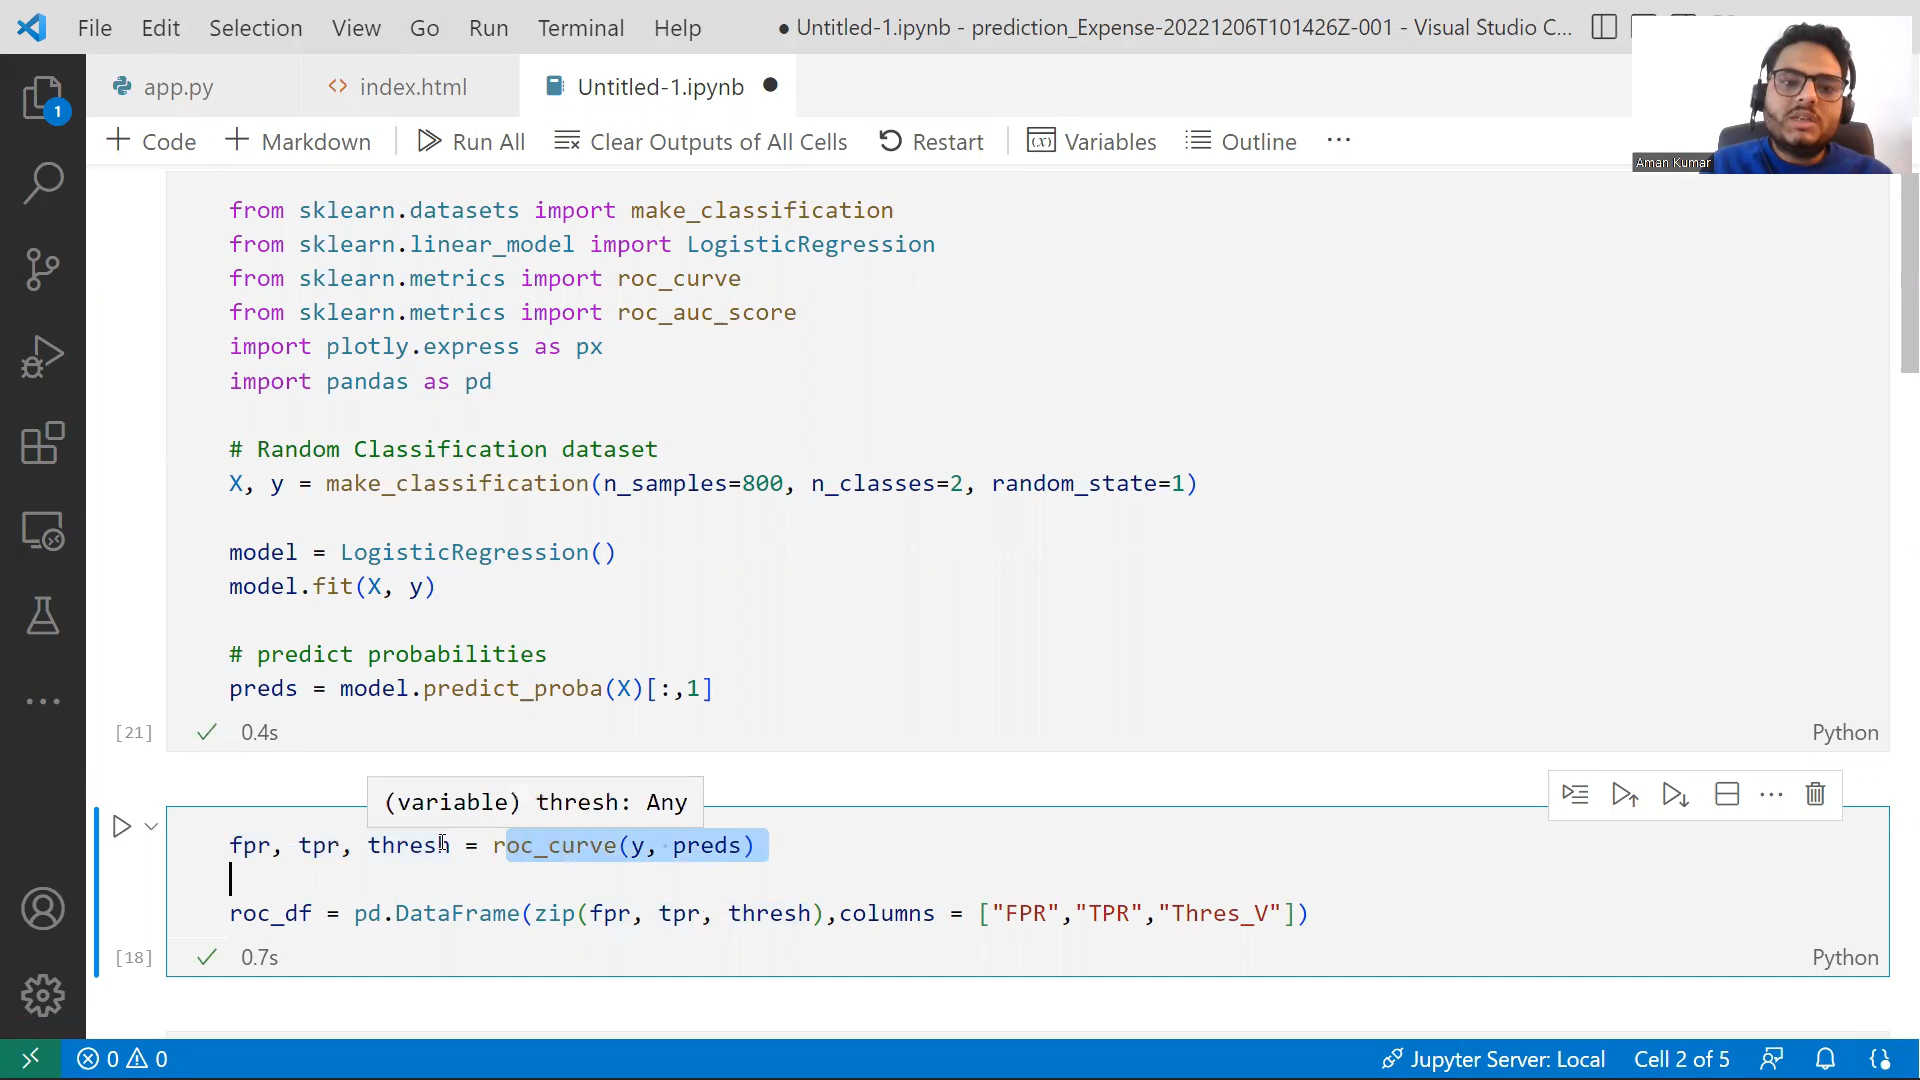 File Edit Selection View Go Run Terminal Help ● Untitled-1.ipynb - prediction_Expense-20221206T101426Z-001 - Visual Studio C...
1
app.py <> index.html Untitled-1.ipynb ●
+ Code + Markdown Run All Clear Outputs of All Cells Restart (x) Variables Outline ...
Aman Kumar
from sklearn.datasets import make_classification
from sklearn.linear_model import LogisticRegression
from sklearn.metrics import roc_curve
from sklearn.metrics import roc_auc_score
import plotly.express as px
import pandas as pd
# Random Classification dataset
X, y = make_classification(n_samples=800, n_classes=2, random_state=1)
model = LogisticRegression()
model.fit(X, y)
# predict probabilities
preds = model.predict_proba(X)[:,1]
[21] ✓ 0.4s Python
(variable) thresh: Any
fpr, tpr, thresh = roc_curve(y, preds)
roc_df = pd.DataFrame(zip(fpr, tpr, thresh),columns = ["FPR","TPR","Thres_V"])
[18] ✓ 0.7s Python
0 0 Jupyter Server: Local Cell 2 of 5